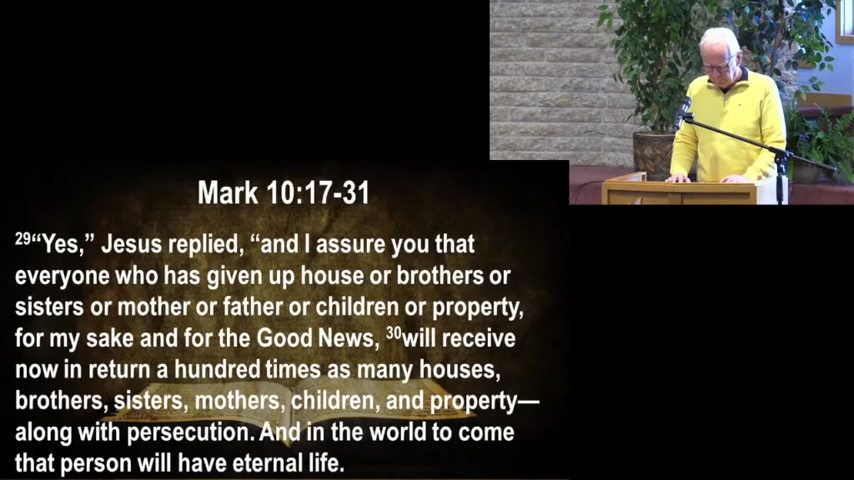 Mark 10:17-31
²⁹“Yes,” Jesus replied, “and I assure you that
everyone who has given up house or brothers or
sisters or mother or father or children or property,
for my sake and for the Good News, ³⁰will receive
now in return a hundred times as many houses,
brothers, sisters, mothers, children, and property—
along with persecution. And in the world to come
that person will have eternal life.